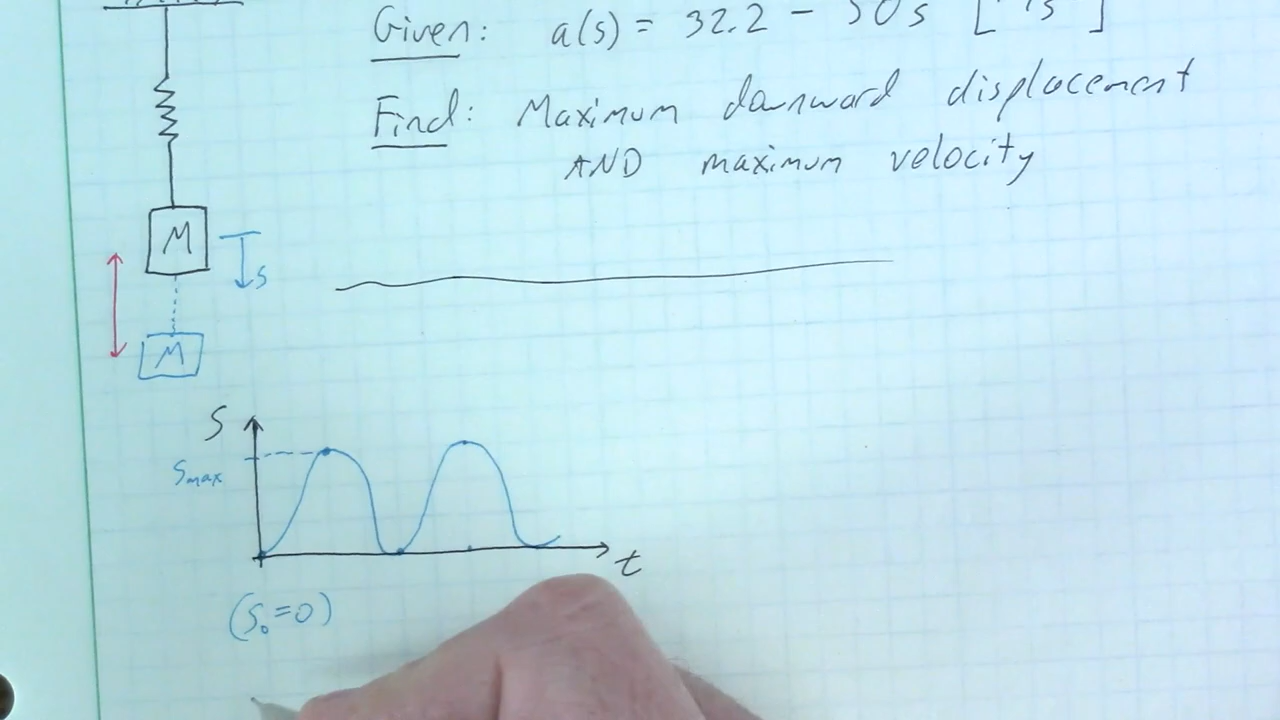 Given: a(s) = 32.2 - 50s [ /s ]
Find: Maximum downward displacement
AND maximum velocity
M
s
M
S
Smax
t
(S₀=0)